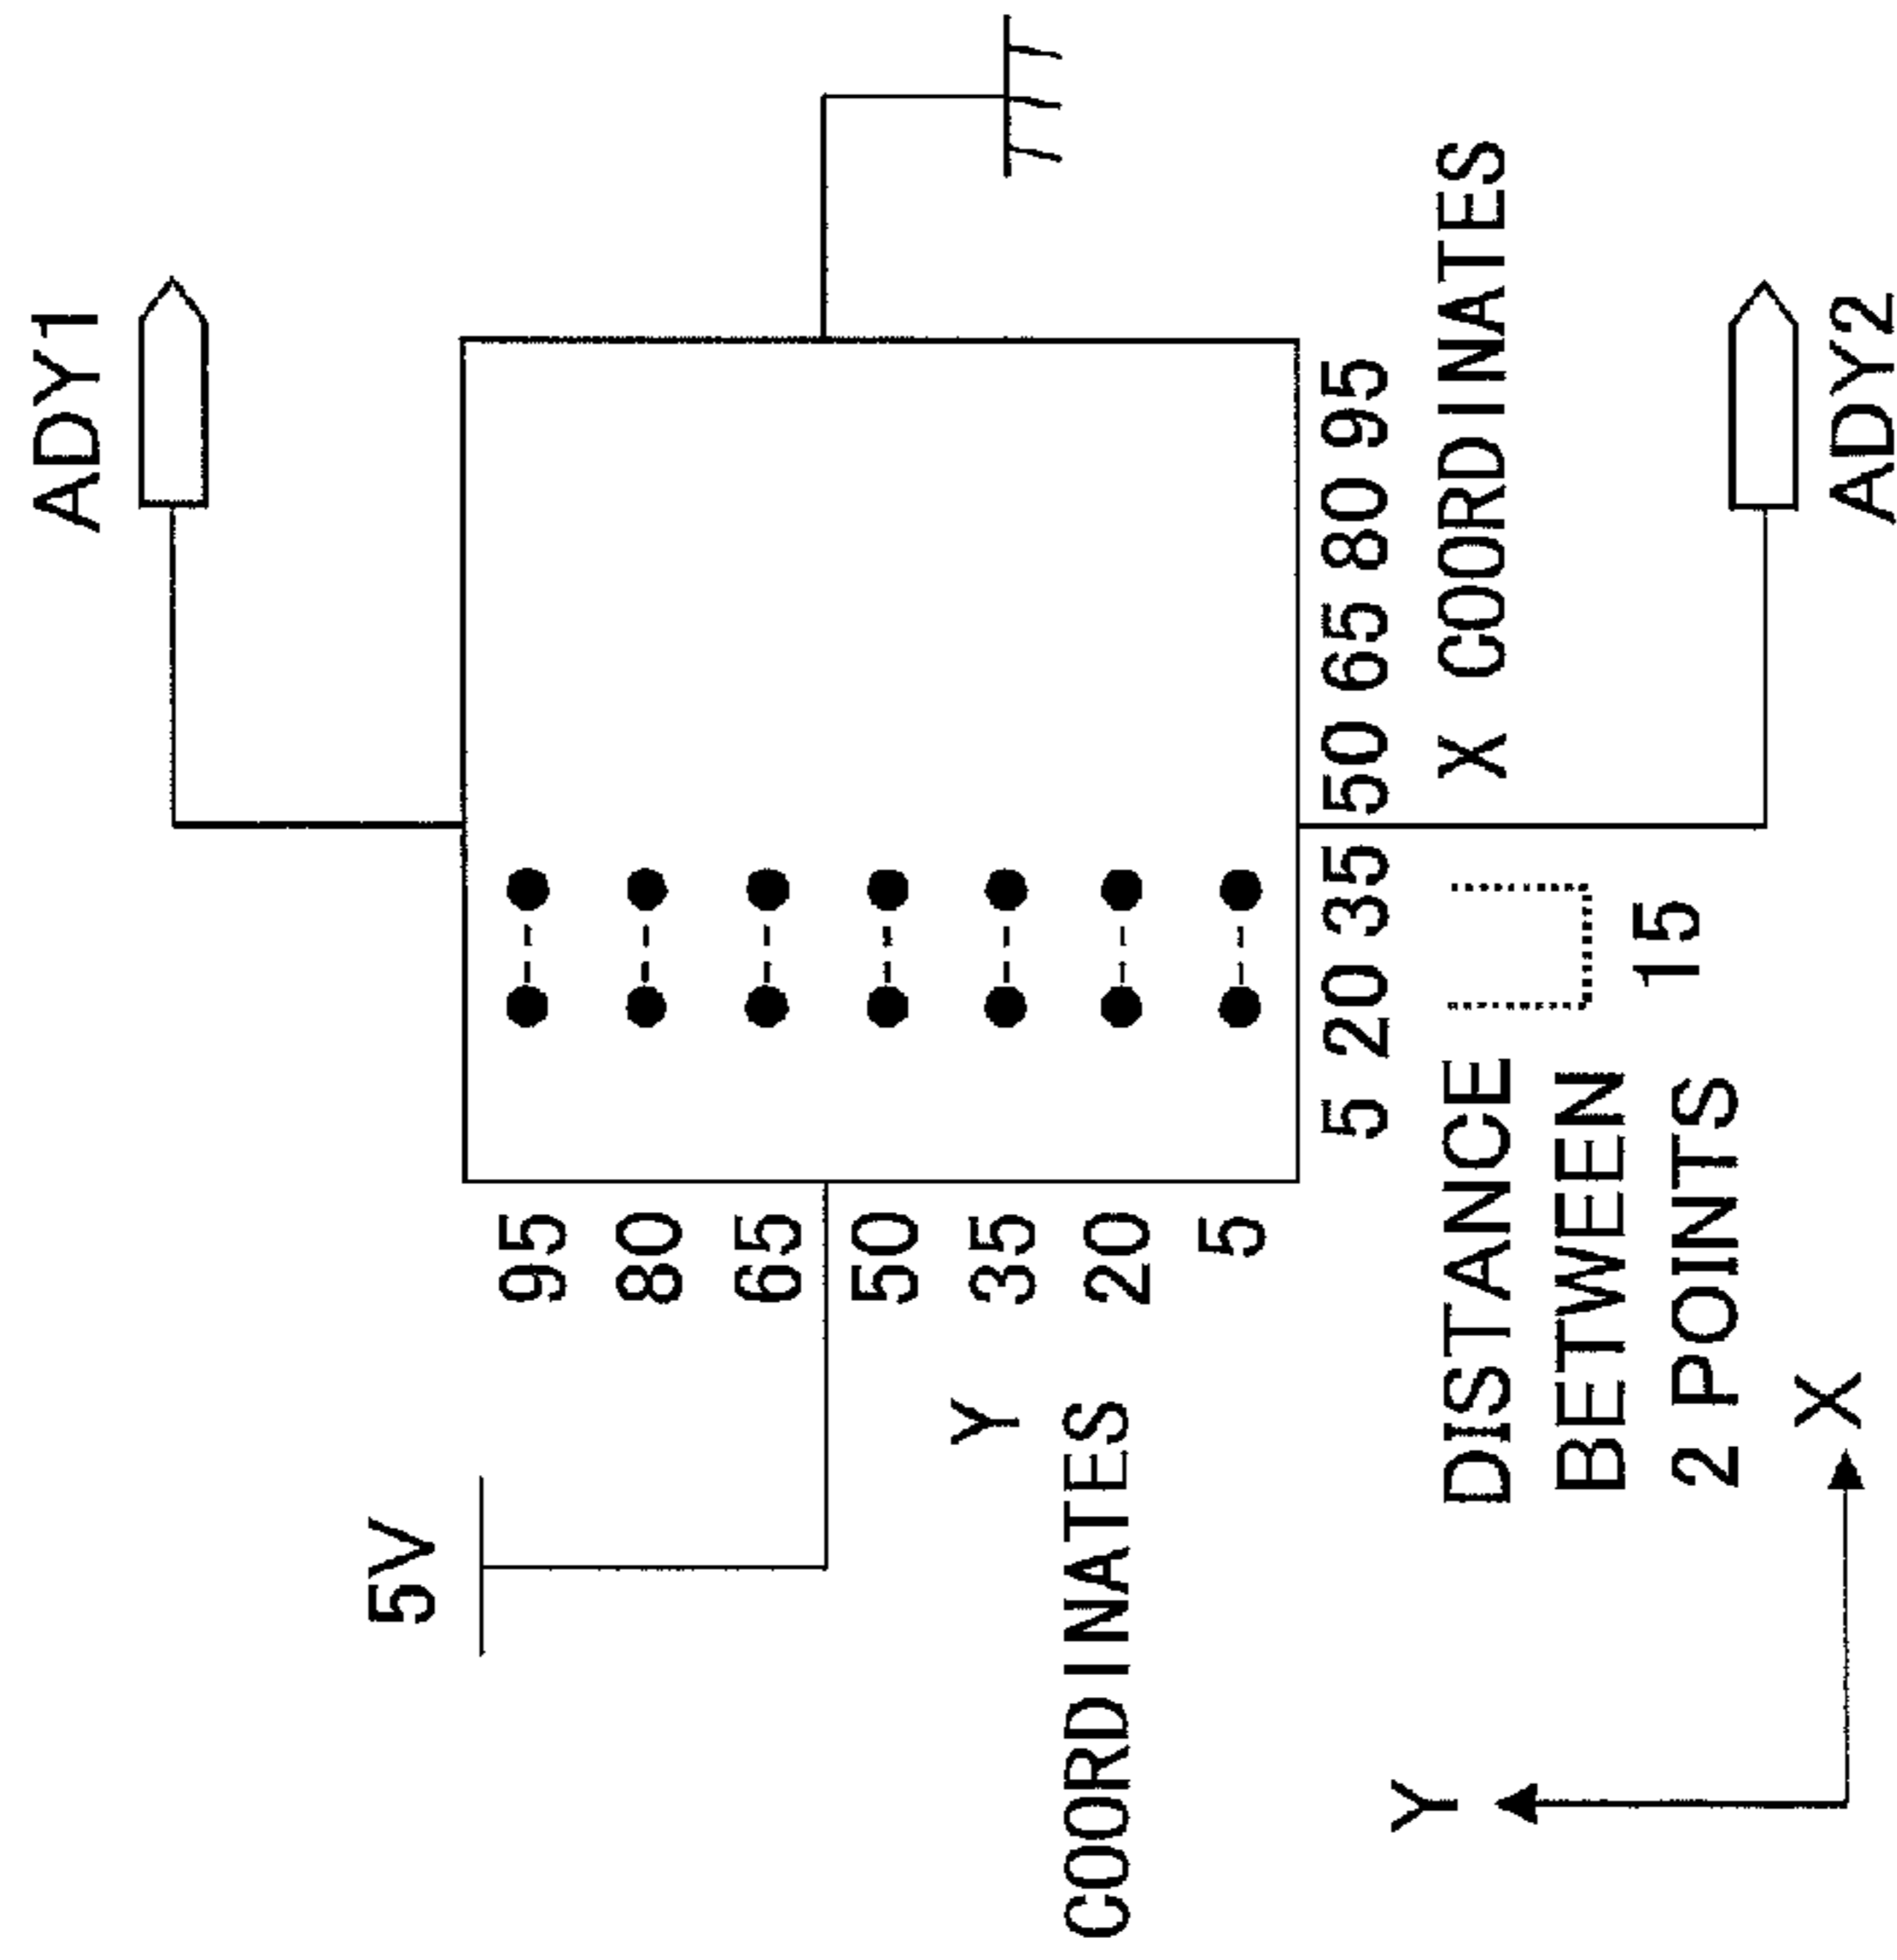 ADY1
5V
95
80
65
50
35
20
5
Y
COORDINATES
5 20 35 50 65 80 95
X COORDINATES
DISTANCE
BETWEEN
2 POINTS
15
Y
X
ADY2